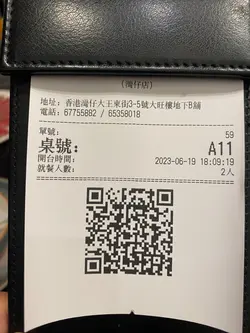 (灣仔店)
地址: 香港灣仔大王東街3-5號大旺樓地下B舖
電話: 67755882 / 65358018
單號: 59
桌號: A11
開台時間: 2023-06-19 18:09:19
就餐人數: 2人